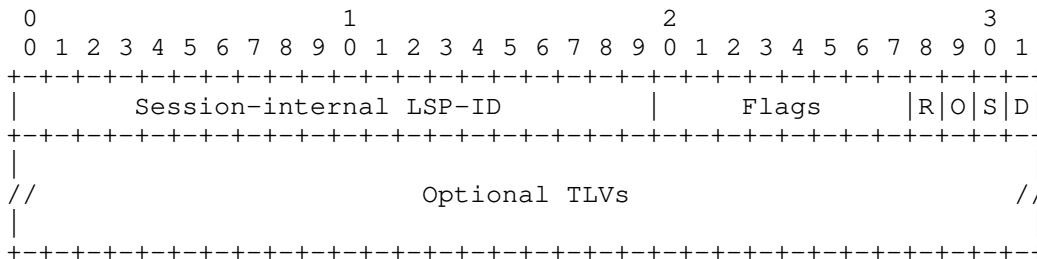 0                   1                   2                   3
 0 1 2 3 4 5 6 7 8 9 0 1 2 3 4 5 6 7 8 9 0 1 2 3 4 5 6 7 8 9 0 1
+-+-+-+-+-+-+-+-+-+-+-+-+-+-+-+-+-+-+-+-+-+-+-+-+-+-+-+-+-+-+-+--
|       Session-internal LSP-ID         |     Flags     |R|O|S|D
+-+-+-+-+-+-+-+-+-+-+-+-+-+-+-+-+-+-+-+-+-+-+-+-+-+-+-+-+-+-+-+--
|
//                        Optional TLVs                        //
|
+-+-+-+-+-+-+-+-+-+-+-+-+-+-+-+-+-+-+-+-+-+-+-+-+-+-+-+-+-+-+-+--